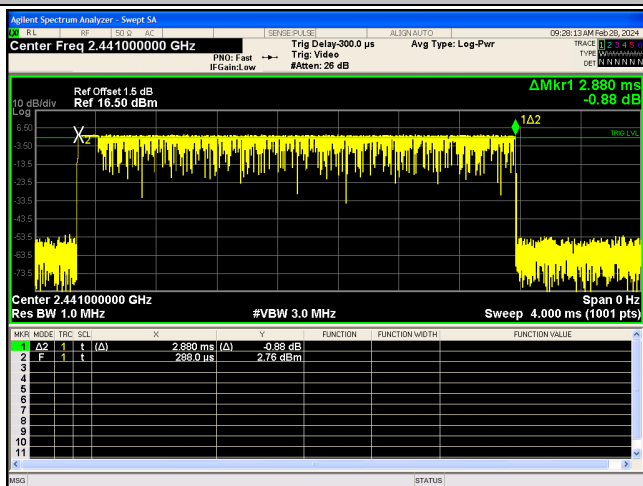 Agilent Spectrum Analyzer - Swept SA
LXI RL RF 50 Ω AC SENSE:PULSE ALIGN AUTO 09:28:13 AM Feb 28, 2024
Center Freq 2.441000000 GHz Trig Delay-300.0 µs Avg Type: Log-Pwr TRACE 1 2 3 4 5 6
PNO: Fast Trig: Video TYPE
IFGain:Low #Atten: 26 dB DET N N N N N N
ΔMkr1 2.880 ms
Ref Offset 1.5 dB
10 dB/div Ref 16.50 dBm -0.88 dB
Log
1Δ2
6.50
TRIG LVL
2
-3.50
-13.5
-23.5
-33.5
-43.5
-53.5
-63.5
-73.5
Center 2.441000000 GHz Span 0 Hz
Res BW 1.0 MHz #VBW 3.0 MHz Sweep 4.000 ms (1001 pts)
MKR MODE TRC SCL X Y FUNCTION FUNCTION WIDTH FUNCTION VALUE
1 Δ2 1 t (Δ) 2.880 ms (Δ) -0.88 dB
2 F 1 t 288.0 µs 2.76 dBm
3
4
5
6
7
8
9
10
11
MSG STATUS